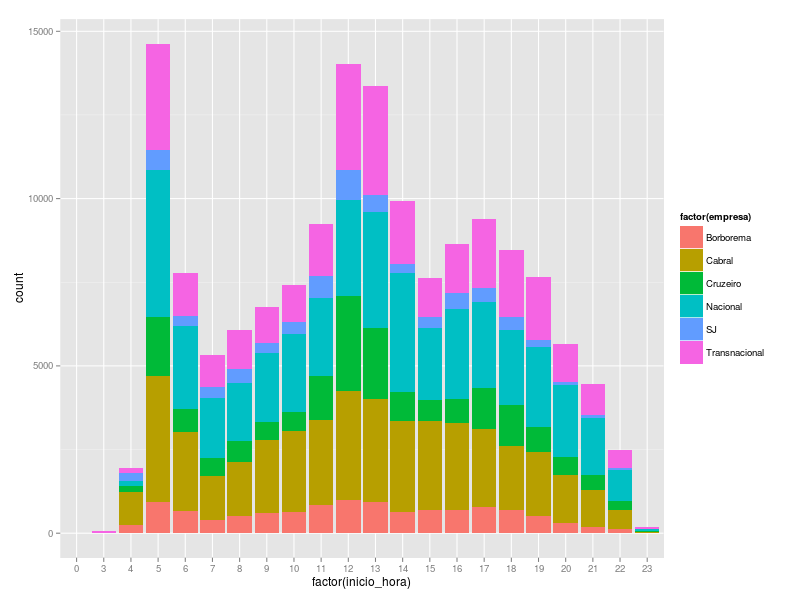 15000
10000
5000
0
count
0 3 4 5 6 7 8 9 10 11 12 13 14 15 16 17 18 19 20 21 22 23
factor(inicio_hora)
factor(empresa)
Borborema
Cabral
Cruzeiro
Nacional
SJ
Transnacional